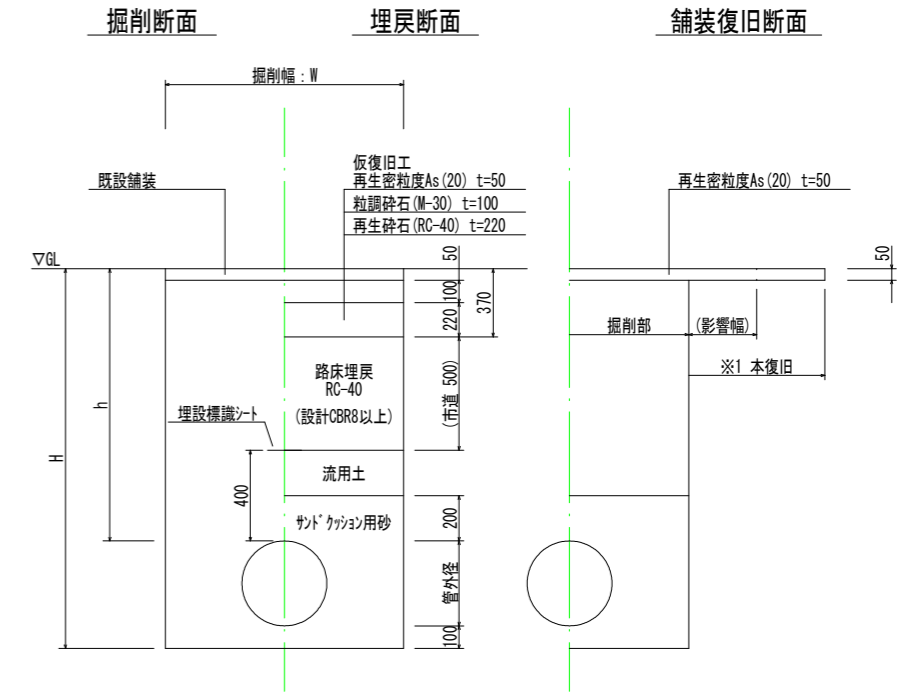 掘削断面
埋戻断面
舗装復旧断面
掘削幅:W
仮復旧工
既設舗装
再生密粒度As(20) t=50
再生密粒度As(20) t=50
粒調砕石(M-30) t=100
再生砕石(RC-40) t=220
▽GL
50
50
100
370
220
掘削部
(影響幅)
※1 本復旧
路床埋戻
RC-40
(設計CBR8以上)
(市道 500)
h
H
埋設標識シート
流用土
400
サンドクッション用砂
200
管外径
100